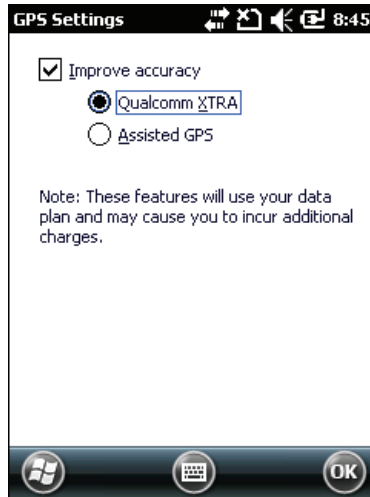 GPS Settings 8:45
Improve accuracy
Qualcomm XTRA
Assisted GPS
Note: These features will use your data
plan and may cause you to incur additional
charges.
OK